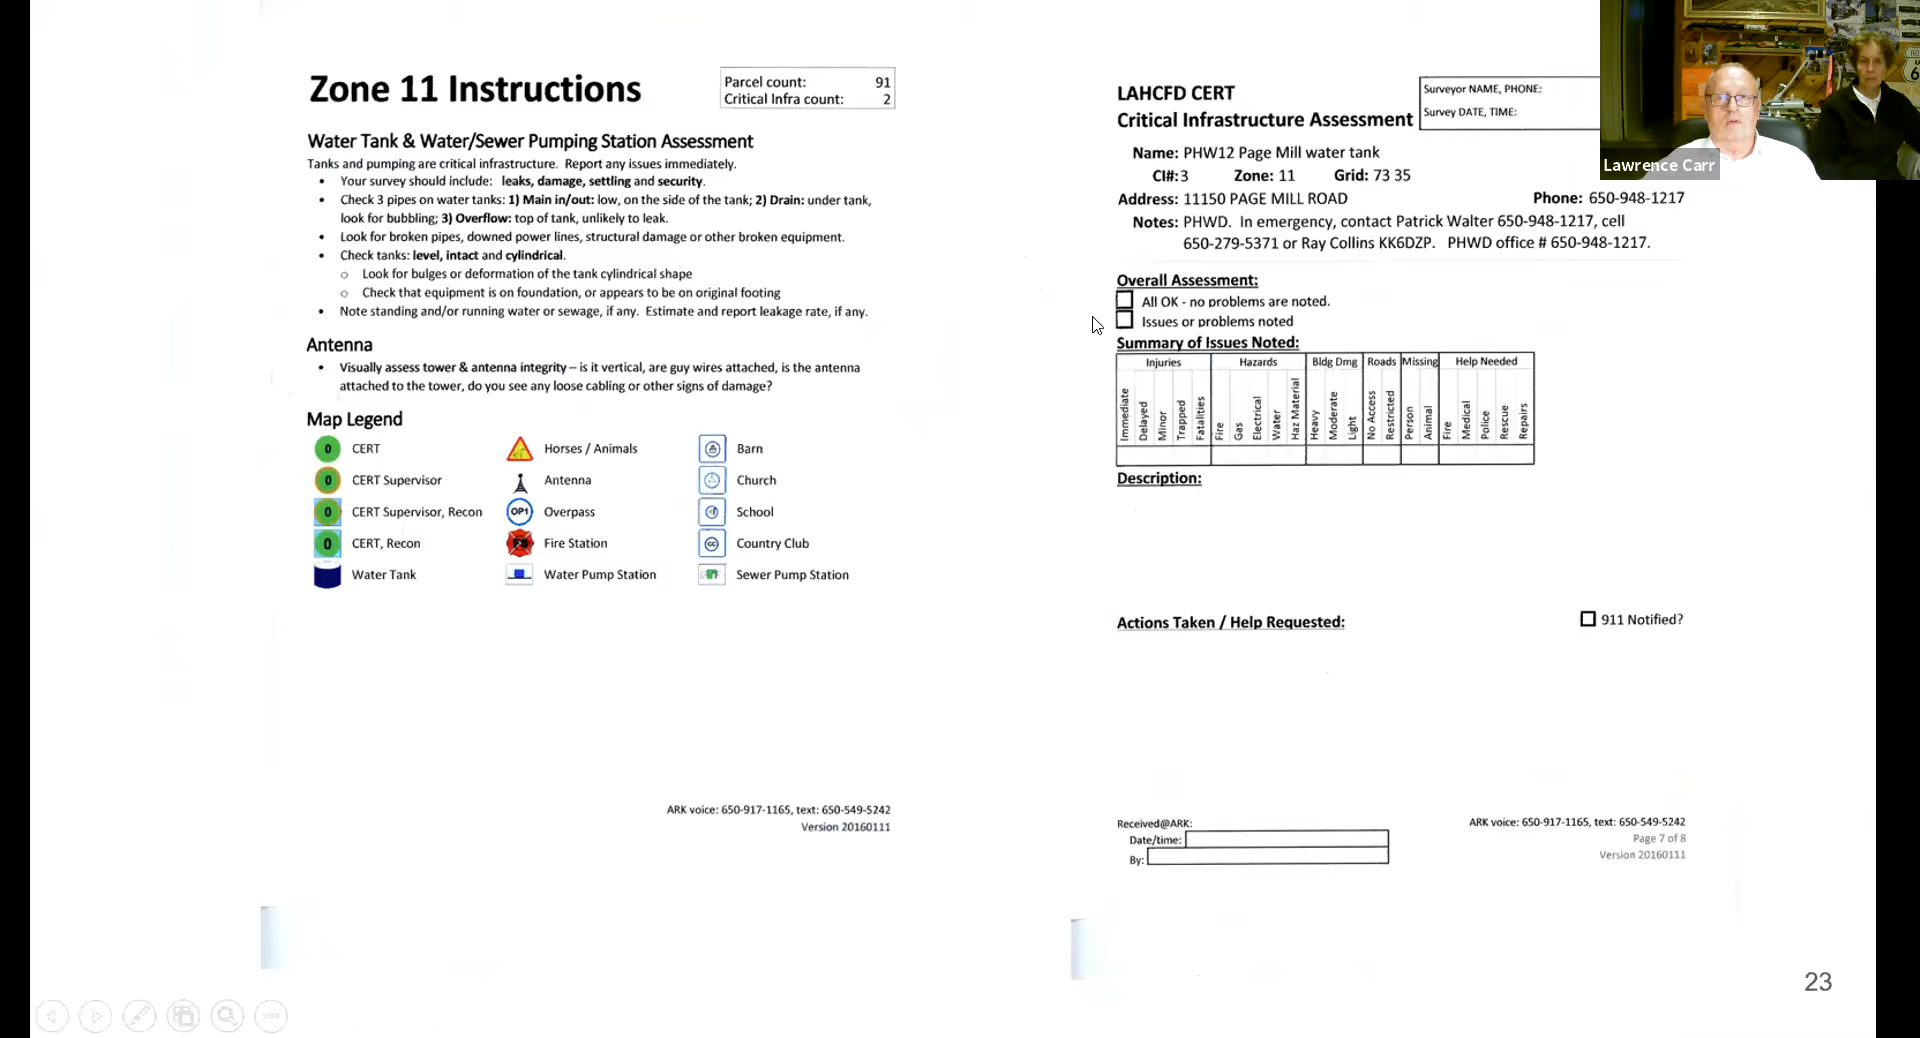 Zone 11 Instructions
Parcel count: 91
Critical Infra count: 2
Water Tank & Water/Sewer Pumping Station Assessment
Tanks and pumping are critical infrastructure. Report any issues immediately.
• Your survey should include: leaks, damage, settling and security.
• Check 3 pipes on water tanks: 1) Main in/out: low, on the side of the tank; 2) Drain: under tank,
look for bubbling; 3) Overflow: top of tank, unlikely to leak.
• Look for broken pipes, downed power lines, structural damage or other broken equipment.
• Check tanks: level, intact and cylindrical.
o Look for bulges or deformation of the tank cylindrical shape
o Check that equipment is on foundation, or appears to be on original footing
• Note standing and/or running water or sewage, if any. Estimate and report leakage rate, if any.
Antenna
• Visually assess tower & antenna integrity – is it vertical, are guy wires attached, is the antenna
attached to the tower, do you see any loose cabling or other signs of damage?
Map Legend
0 CERT Horses / Animals Barn
0 CERT Supervisor Antenna Church
0 CERT Supervisor, Recon OP1 Overpass School
0 CERT, Recon Fire Station CC Country Club
Water Tank Water Pump Station Sewer Pump Station
ARK voice: 650-917-1165, text: 650-549-5242
Version 20160111
LAHCFD CERT
Critical Infrastructure Assessment
Surveyor NAME, PHONE:
Survey DATE, TIME:
Name: PHW12 Page Mill water tank
CI#: 3 Zone: 11 Grid: 73 35
Address: 11150 PAGE MILL ROAD Phone: 650-948-1217
Notes: PHWD. In emergency, contact Patrick Walter 650-948-1217, cell
650-279-5371 or Ray Collins KK6DZP. PHWD office # 650-948-1217.
Overall Assessment:
All OK - no problems are noted.
Issues or problems noted
Summary of Issues Noted:
Injuries Hazards Bldg Dmg Roads Missing Help Needed
Immediate Delayed Minor Trapped Fatalities Fire Gas Electrical Water Haz Material Heavy Moderate Light No Access Restricted Person Animal Fire Medical Police Rescue Repairs
Description:
Actions Taken / Help Requested: 911 Notified?
Received@ARK:
Date/time:
By:
ARK voice: 650-917-1165, text: 650-549-5242
Page 7 of 8
Version 20160111
Lawrence Carr
23